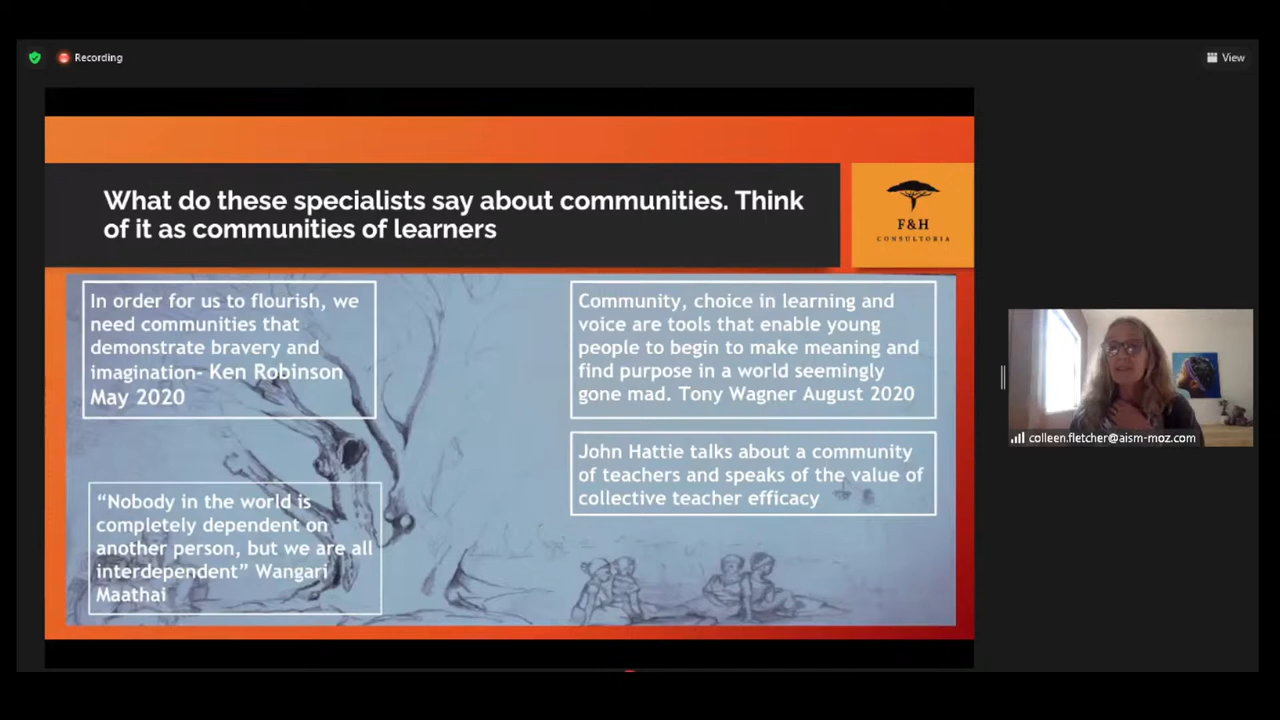 Recording
View
What do these specialists say about communities. Think
of it as communities of learners
F&H
CONSULTORIA
In order for us to flourish, we
need communities that
demonstrate bravery and
imagination- Ken Robinson
May 2020
Community, choice in learning and
voice are tools that enable young
people to begin to make meaning and
find purpose in a world seemingly
gone mad. Tony Wagner August 2020
John Hattie talks about a community
of teachers and speaks of the value of
collective teacher efficacy
“Nobody in the world is
completely dependent on
another person, but we are all
interdependent” Wangari
Maathai
colleen.fletcher@aism-moz.com